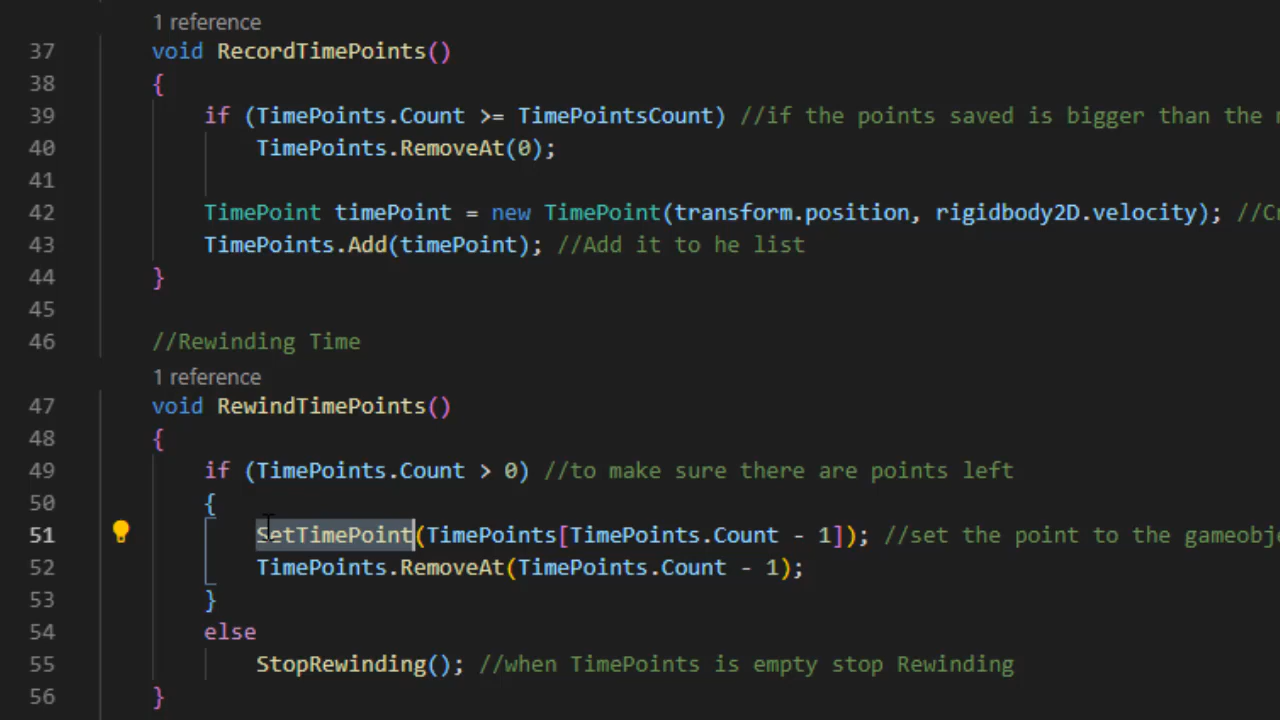 1 reference
37 void RecordTimePoints()
38 {
39 if (TimePoints.Count >= TimePointsCount) //if the points saved is bigger than the
40 TimePoints.RemoveAt(0);
41
42 TimePoint timePoint = new TimePoint(transform.position, rigidbody2D.velocity); //C
43 TimePoints.Add(timePoint); //Add it to he list
44 }
45
46 //Rewinding Time
1 reference
47 void RewindTimePoints()
48 {
49 if (TimePoints.Count > 0) //to make sure there are points left
50 {
51 SetTimePoint(TimePoints[TimePoints.Count - 1]); //set the point to the gameobj
52 TimePoints.RemoveAt(TimePoints.Count - 1);
53 }
54 else
55 StopRewinding(); //when TimePoints is empty stop Rewinding
56 }